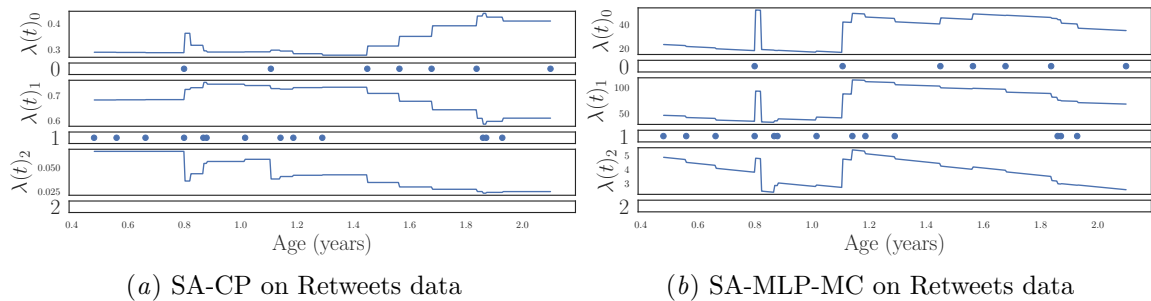 λ(t)₀ 0.4 0.3
0
λ(t)₁ 0.7 0.6
1
λ(t)₂ 0.050 0.025
2
0.4 0.6 0.8 1.0 1.2 1.4 1.6 1.8 2.0
Age (years)
(a) SA-CP on Retweets data
λ(t)₀ 40 20
0
λ(t)₁ 100 50
1
λ(t)₂ 5 4 3
2
0.4 0.6 0.8 1.0 1.2 1.4 1.6 1.8 2.0
Age (years)
(b) SA-MLP-MC on Retweets data